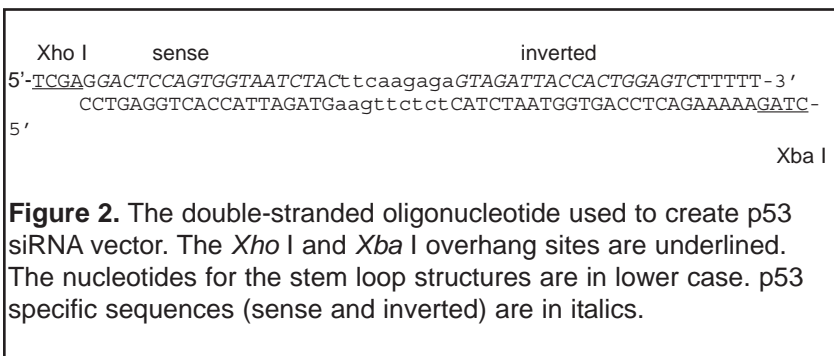 Xho I sense inverted
5'-TCGAGGACTCCAGTGGTAATCTACttcaagagaGTAGATTACCACTGGAGTCTTTTT-3'
CCTGAGGTCACCATTAGATGaagttctctCATCTAATGGTGACCTCAGAAAAAGATC-
5'
Xba I
Figure 2. The double-stranded oligonucleotide used to create p53
siRNA vector. The Xho I and Xba I overhang sites are underlined.
The nucleotides for the stem loop structures are in lower case. p53
specific sequences (sense and inverted) are in italics.